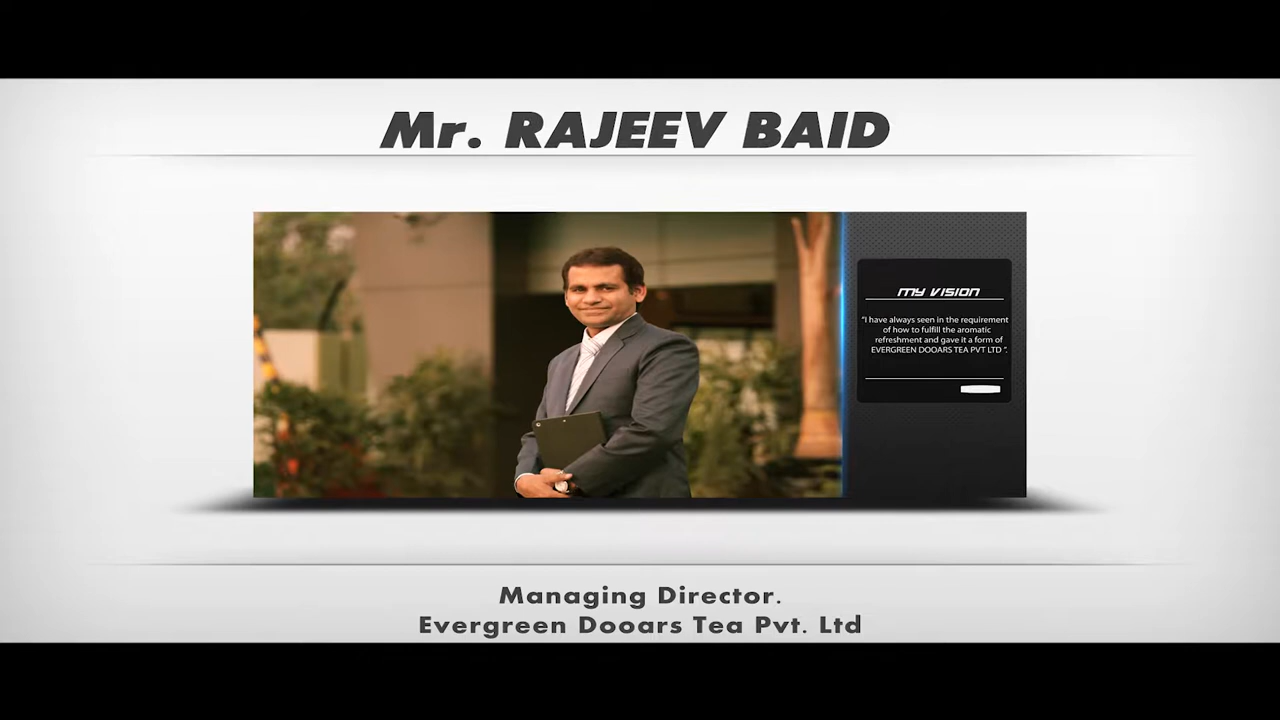 Mr. RAJEEV BAID
MY VISION
“I have always seen in the requirement
of how to fulfill the aromatic
refreshment and gave it a form of
EVERGREEN DOOARS TEA PVT LTD ”.
Managing Director.
Evergreen Dooars Tea Pvt. Ltd